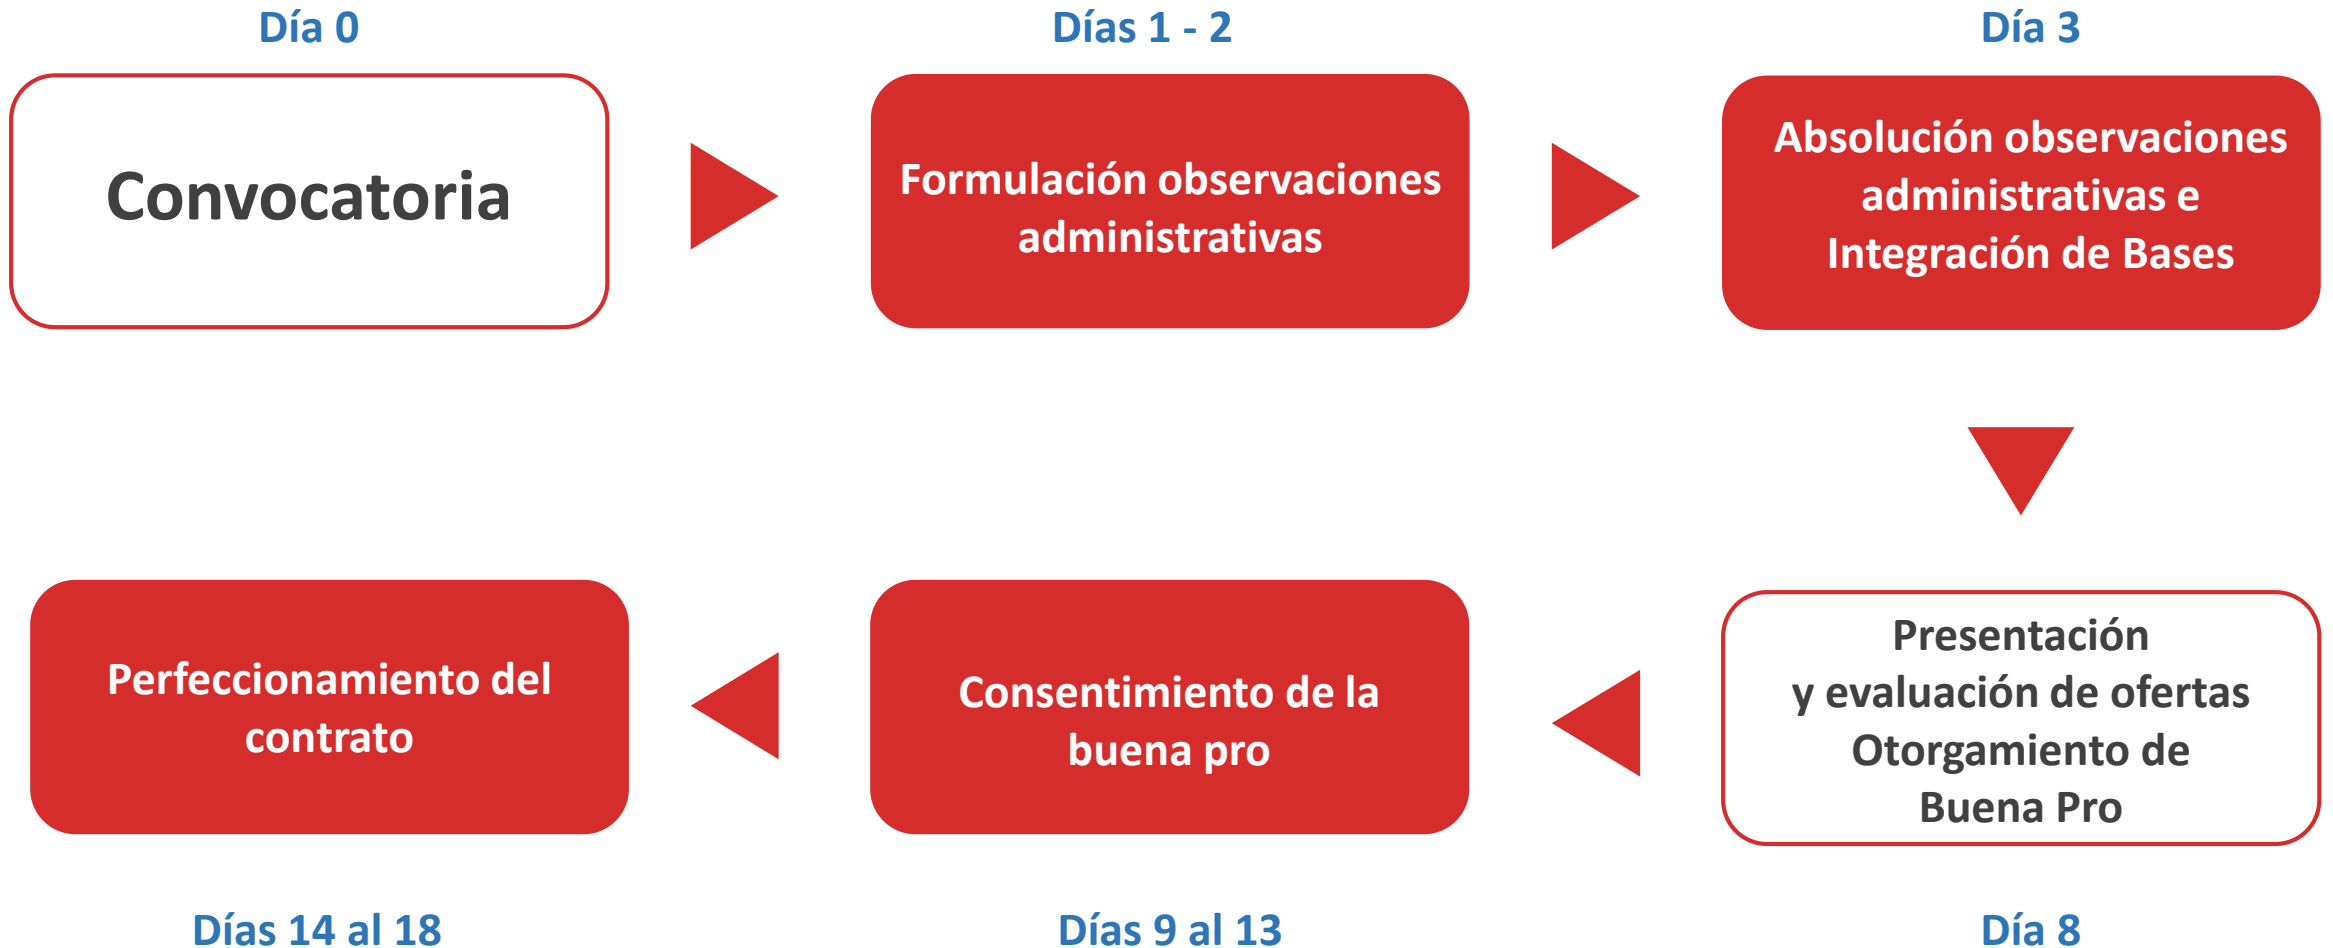 Día 0
Convocatoria
Días 1 - 2
Formulación observaciones
administrativas
Día 3
Absolución observaciones
administrativas e
Integración de Bases
Presentación
y evaluación de ofertas
Otorgamiento de
Buena Pro
Día 8
Consentimiento de la
buena pro
Días 9 al 13
Perfeccionamiento del
contrato
Días 14 al 18